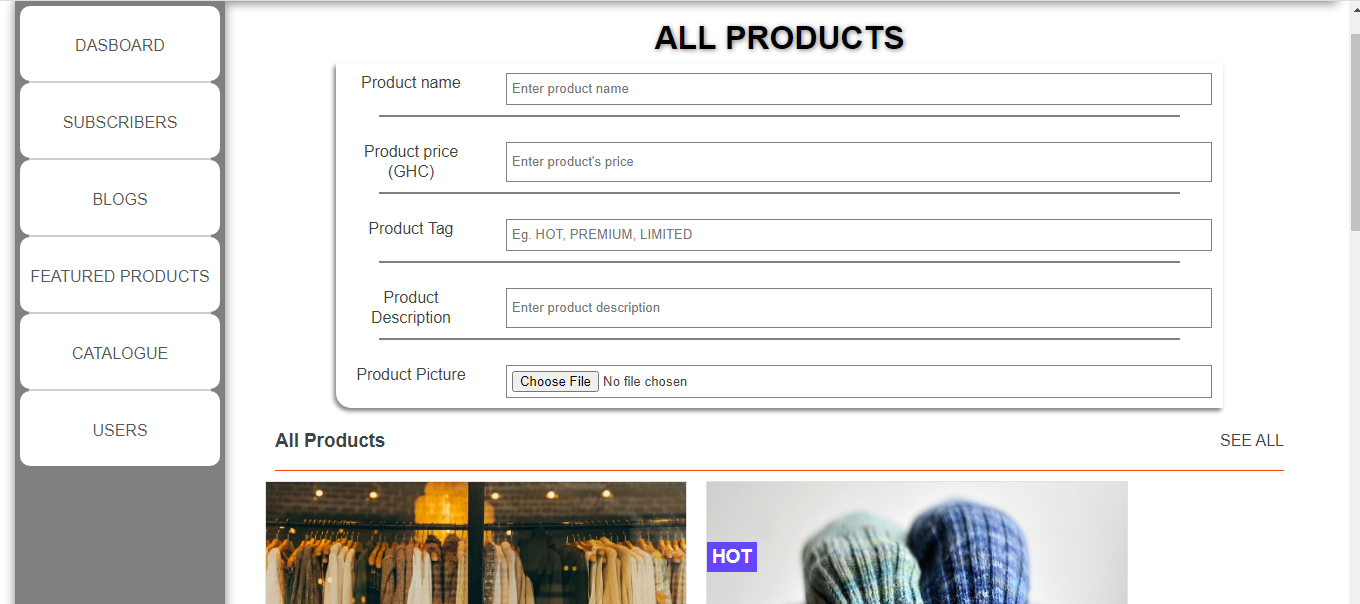 DASBOARD
SUBSCRIBERS
BLOGS
FEATURED PRODUCTS
CATALOGUE
USERS
ALL PRODUCTS
Product name
Enter product name
Product price
(GHC)
Enter product's price
Product Tag
Eg. HOT, PREMIUM, LIMITED
Product
Description
Enter product description
Product Picture
Choose File No file chosen
All Products
SEE ALL
HOT